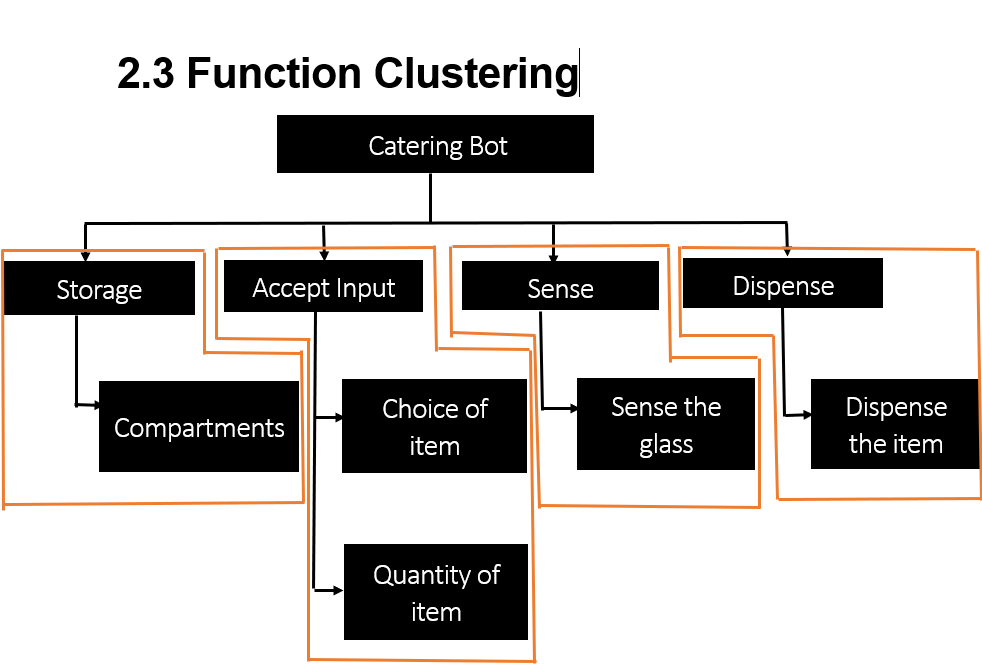 2.3 Function Clustering
Catering Bot
Storage
Accept Input
Sense
Dispense
Compartments
Choice of
item
Sense the
glass
Dispense
the item
Quantity of
item